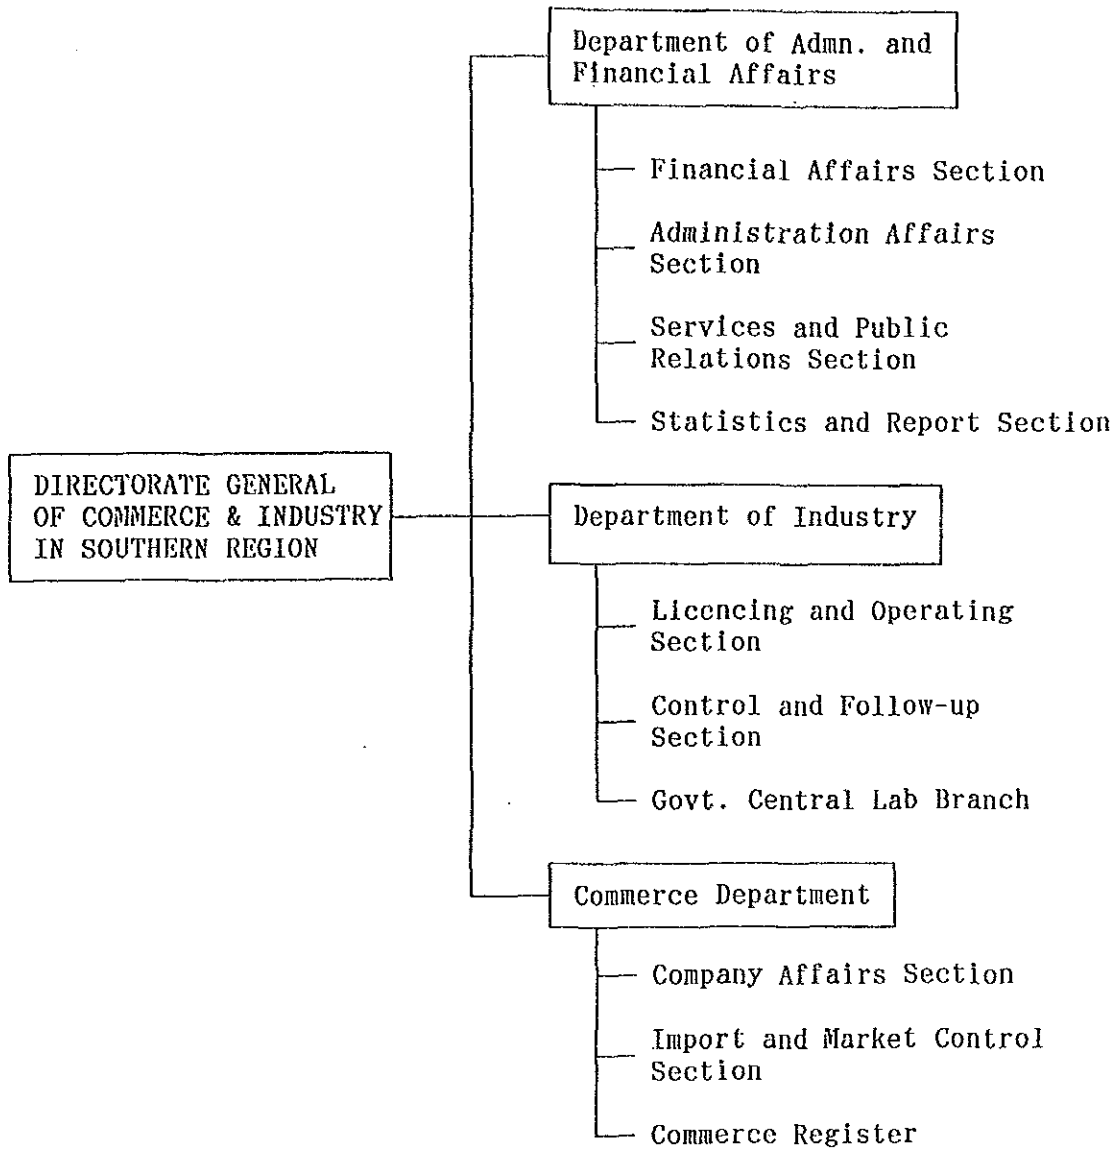 Department of Admn. and
Financial Affairs
Financial Affairs Section
Administration Affairs
Section
Services and Public
Relations Section
Statistics and Report Section
DIRECTORATE GENERAL
OF COMMERCE & INDUSTRY
IN SOUTHERN REGION
Department of Industry
Licencing and Operating
Section
Control and Follow-up
Section
Govt. Central Lab Branch
Commerce Department
Company Affairs Section
Import and Market Control
Section
Commerce Register